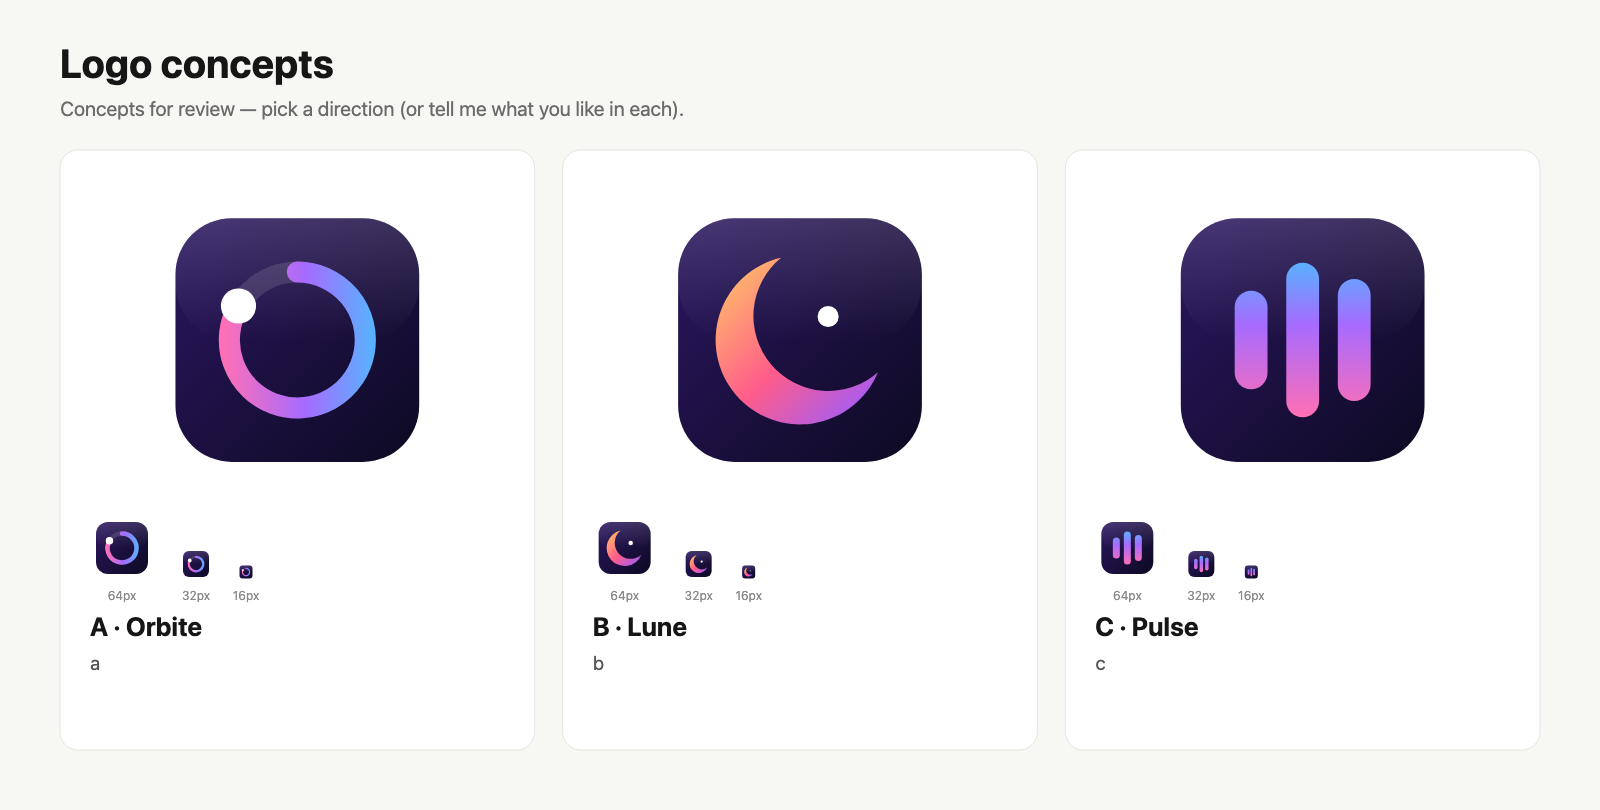 Logo concepts
Concepts for review — pick a direction (or tell me what you like in each).
64px 32px 16px
A · Orbite
a
64px 32px 16px
B · Lune
b
64px 32px 16px
C · Pulse
c